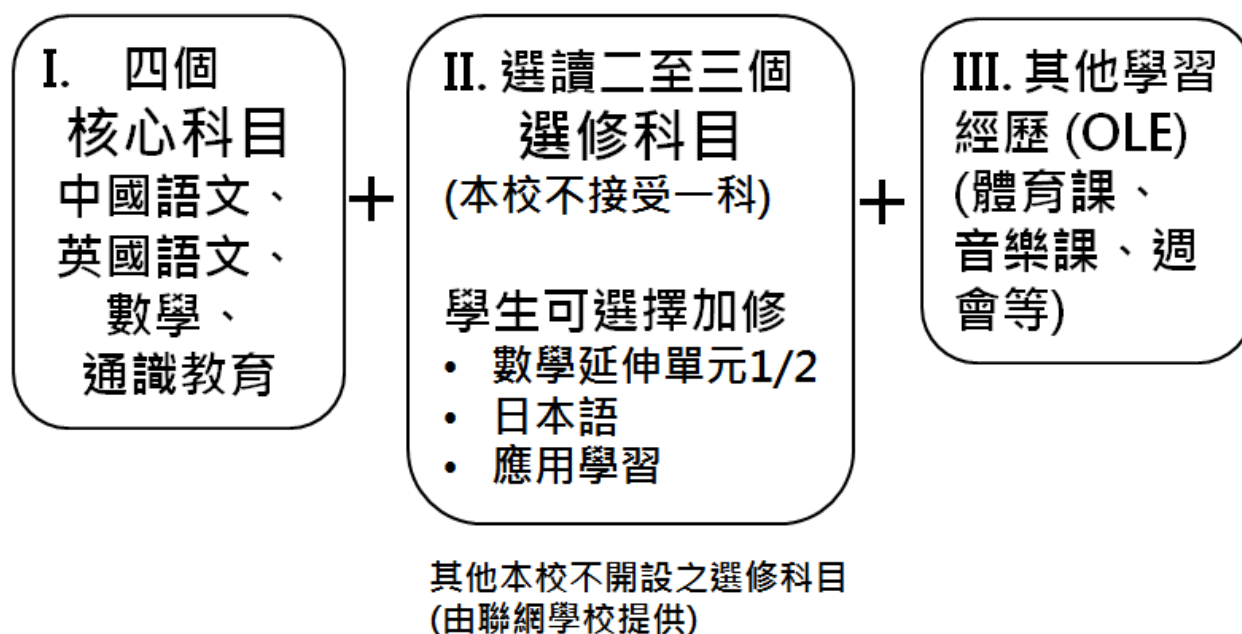 I. 四個
核心科目
中國語文、
英國語文、
數學、
通識教育
+
II. 選讀二至三個
選修科目
(本校不接受一科)
學生可選擇加修
• 數學延伸單元1/2
• 日本語
• 應用學習
+
III. 其他學習
經歷 (OLE)
(體育課、
音樂課、週
會等)
其他本校不開設之選修科目
(由聯網學校提供)